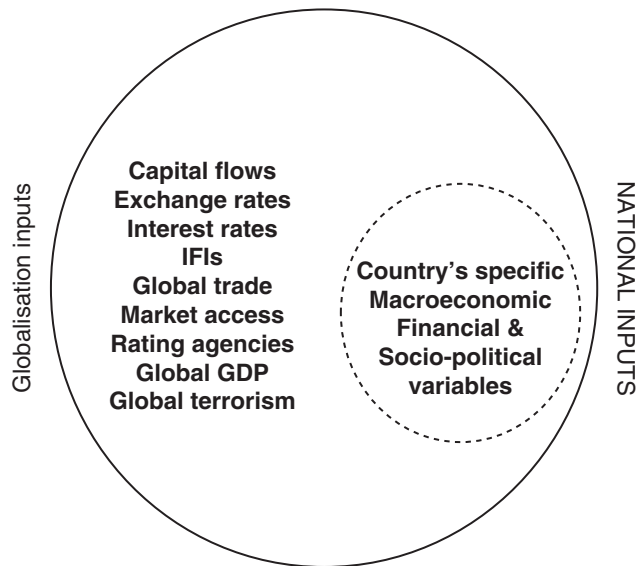 Globalisation inputs
Capital flows
Exchange rates
Interest rates
IFIs
Global trade
Market access
Rating agencies
Global GDP
Global terrorism
Country's specific
Macroeconomic
Financial &
Socio-political
variables
NATIONAL INPUTS